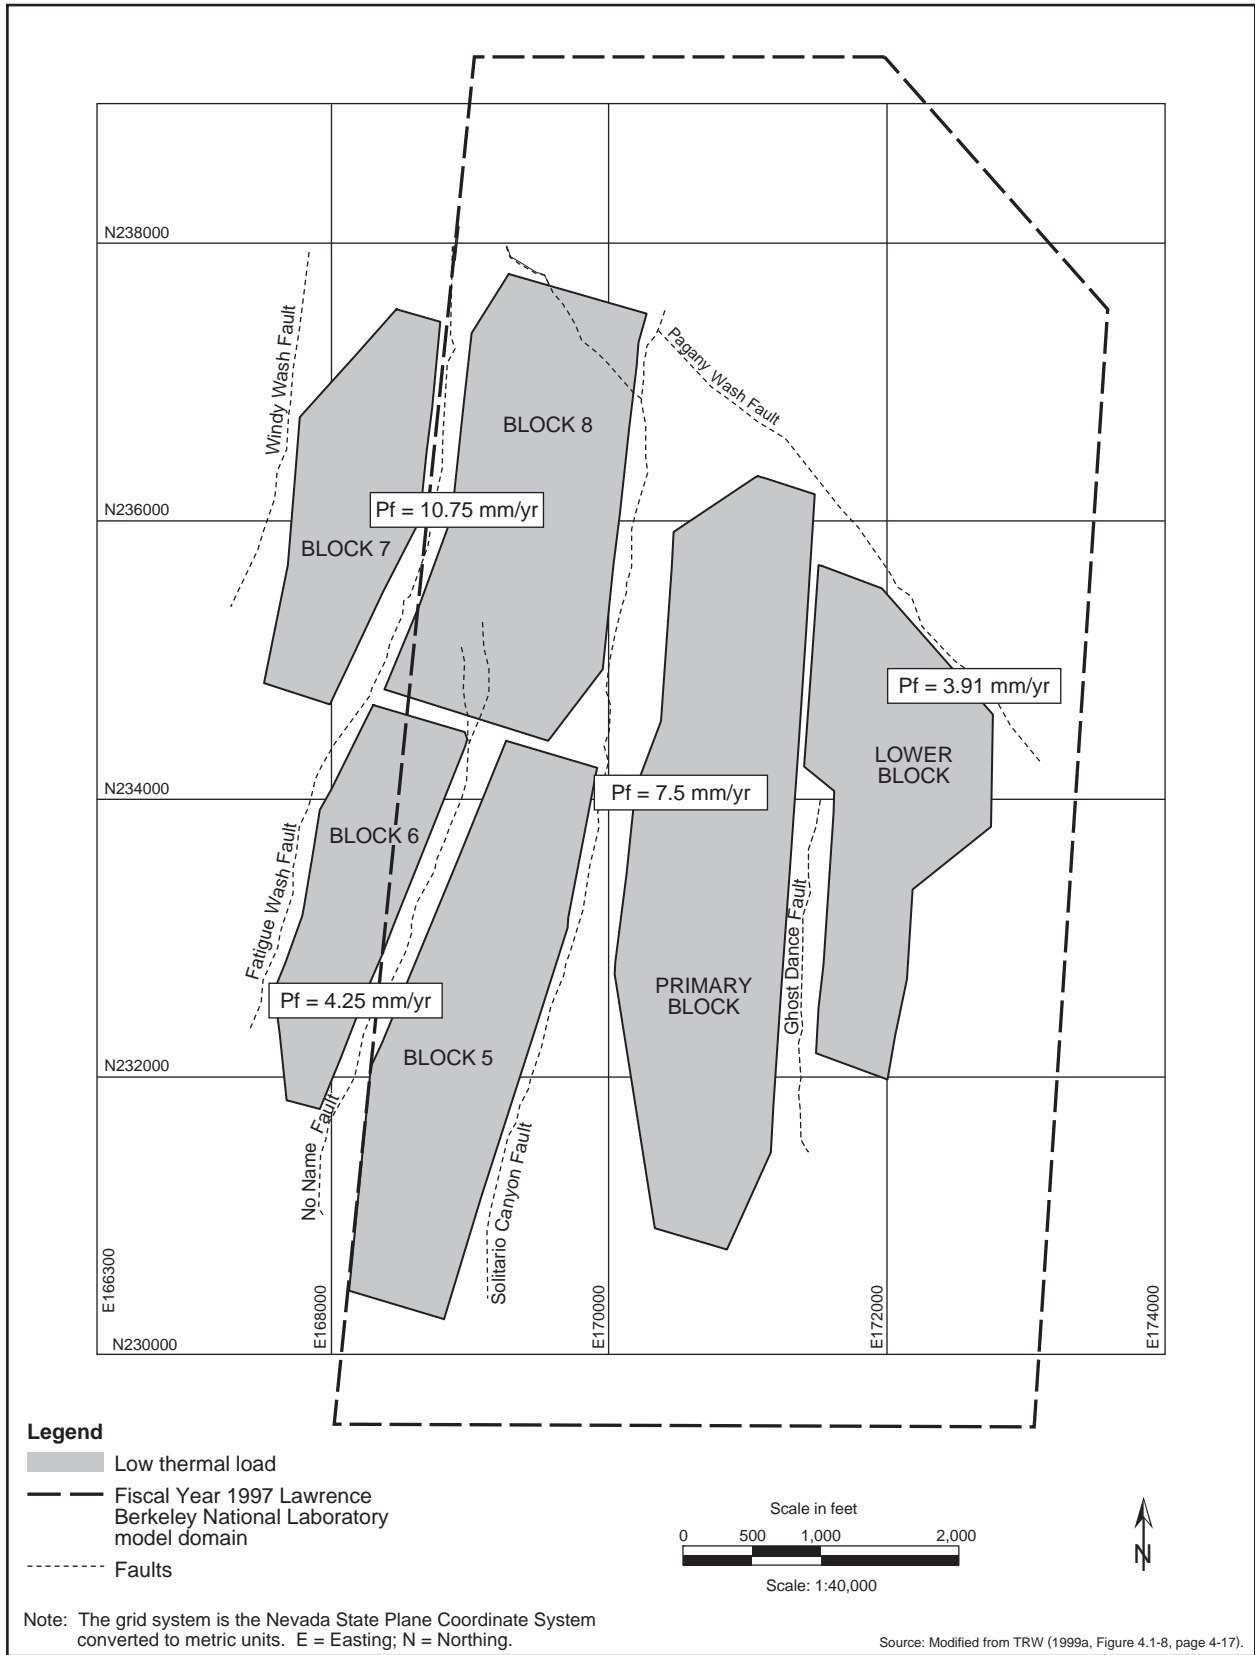 N238000
Windy Wash Fault
Pagany Wash Fault
BLOCK 8
Pf = 10.75 mm/yr
N236000
BLOCK 7
Pf = 3.91 mm/yr
LOWER
BLOCK
Pf = 7.5 mm/yr
N234000
BLOCK 6
Fatigue Wash Fault
Ghost Dance Fault
PRIMARY
BLOCK
Pf = 4.25 mm/yr
BLOCK 5
N232000
No Name Fault
Solitario Canyon Fault
E166300
E168000
E170000
E172000
E174000
N230000
Legend
Low thermal load
Fiscal Year 1997 Lawrence
Berkeley National Laboratory
model domain
Faults
Scale in feet
0 500 1,000 2,000
Scale: 1:40,000
N
Note: The grid system is the Nevada State Plane Coordinate System
converted to metric units. E = Easting; N = Northing.
Source: Modified from TRW (1999a, Figure 4.1-8, page 4-17).